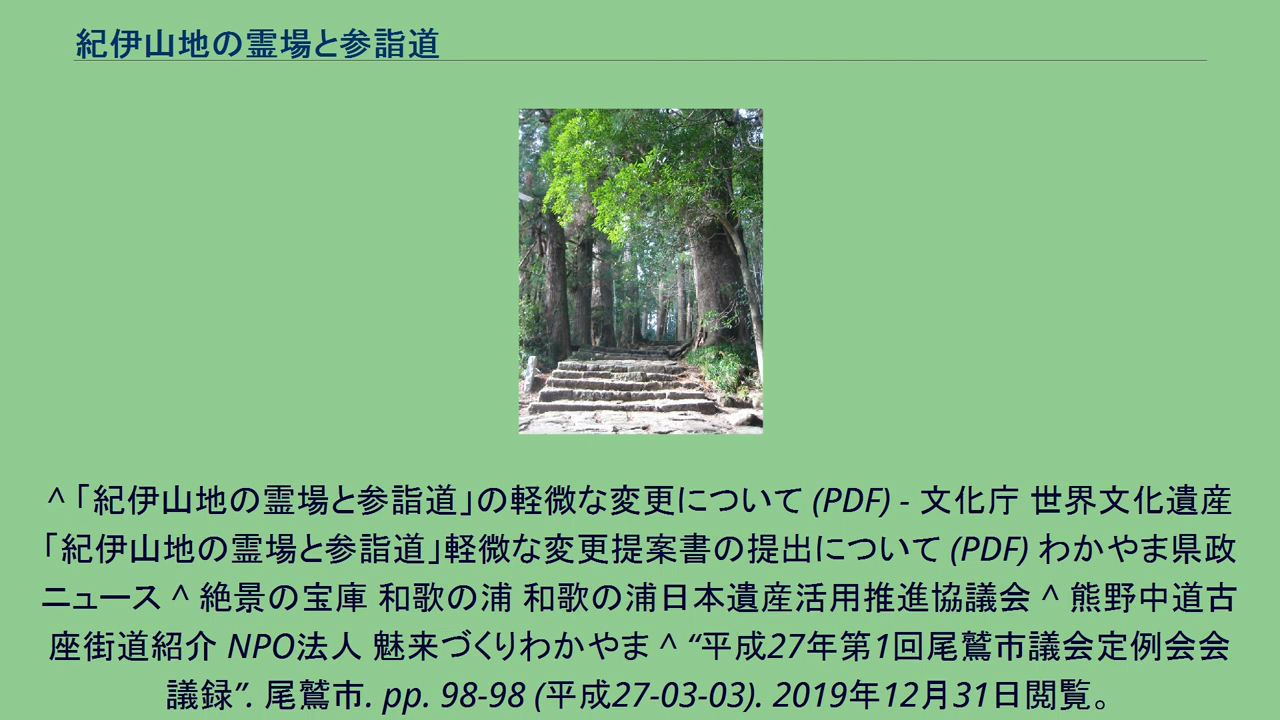 紀伊山地の霊場と参詣道
^ ｢紀伊山地の霊場と参詣道｣の軽微な変更について (PDF) - 文化庁 世界文化遺産
｢紀伊山地の霊場と参詣道｣軽微な変更提案書の提出について (PDF) わかやま県政
ニュース ^ 絶景の宝庫 和歌の浦 和歌の浦日本遺産活用推進協議会 ^ 熊野中道古
座街道紹介 NPO法人 魅来づくりわかやま ^ “平成27年第1回尾鷲市議会定例会会
議録”. 尾鷲市. pp. 98-98 (平成27-03-03). 2019年12月31日閲覧。